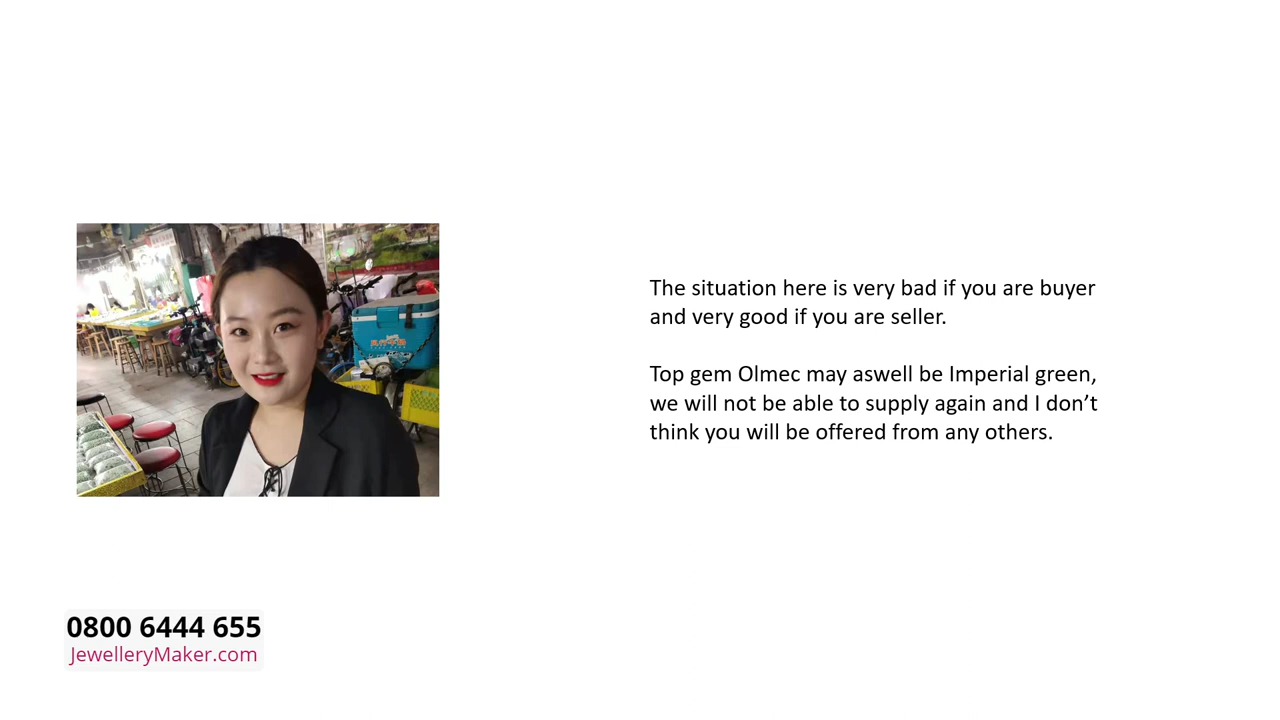 The situation here is very bad if you are buyer
and very good if you are seller.
Top gem Olmec may aswell be Imperial green,
we will not be able to supply again and I don’t
think you will be offered from any others.
0800 6444 655
JewelleryMaker.com